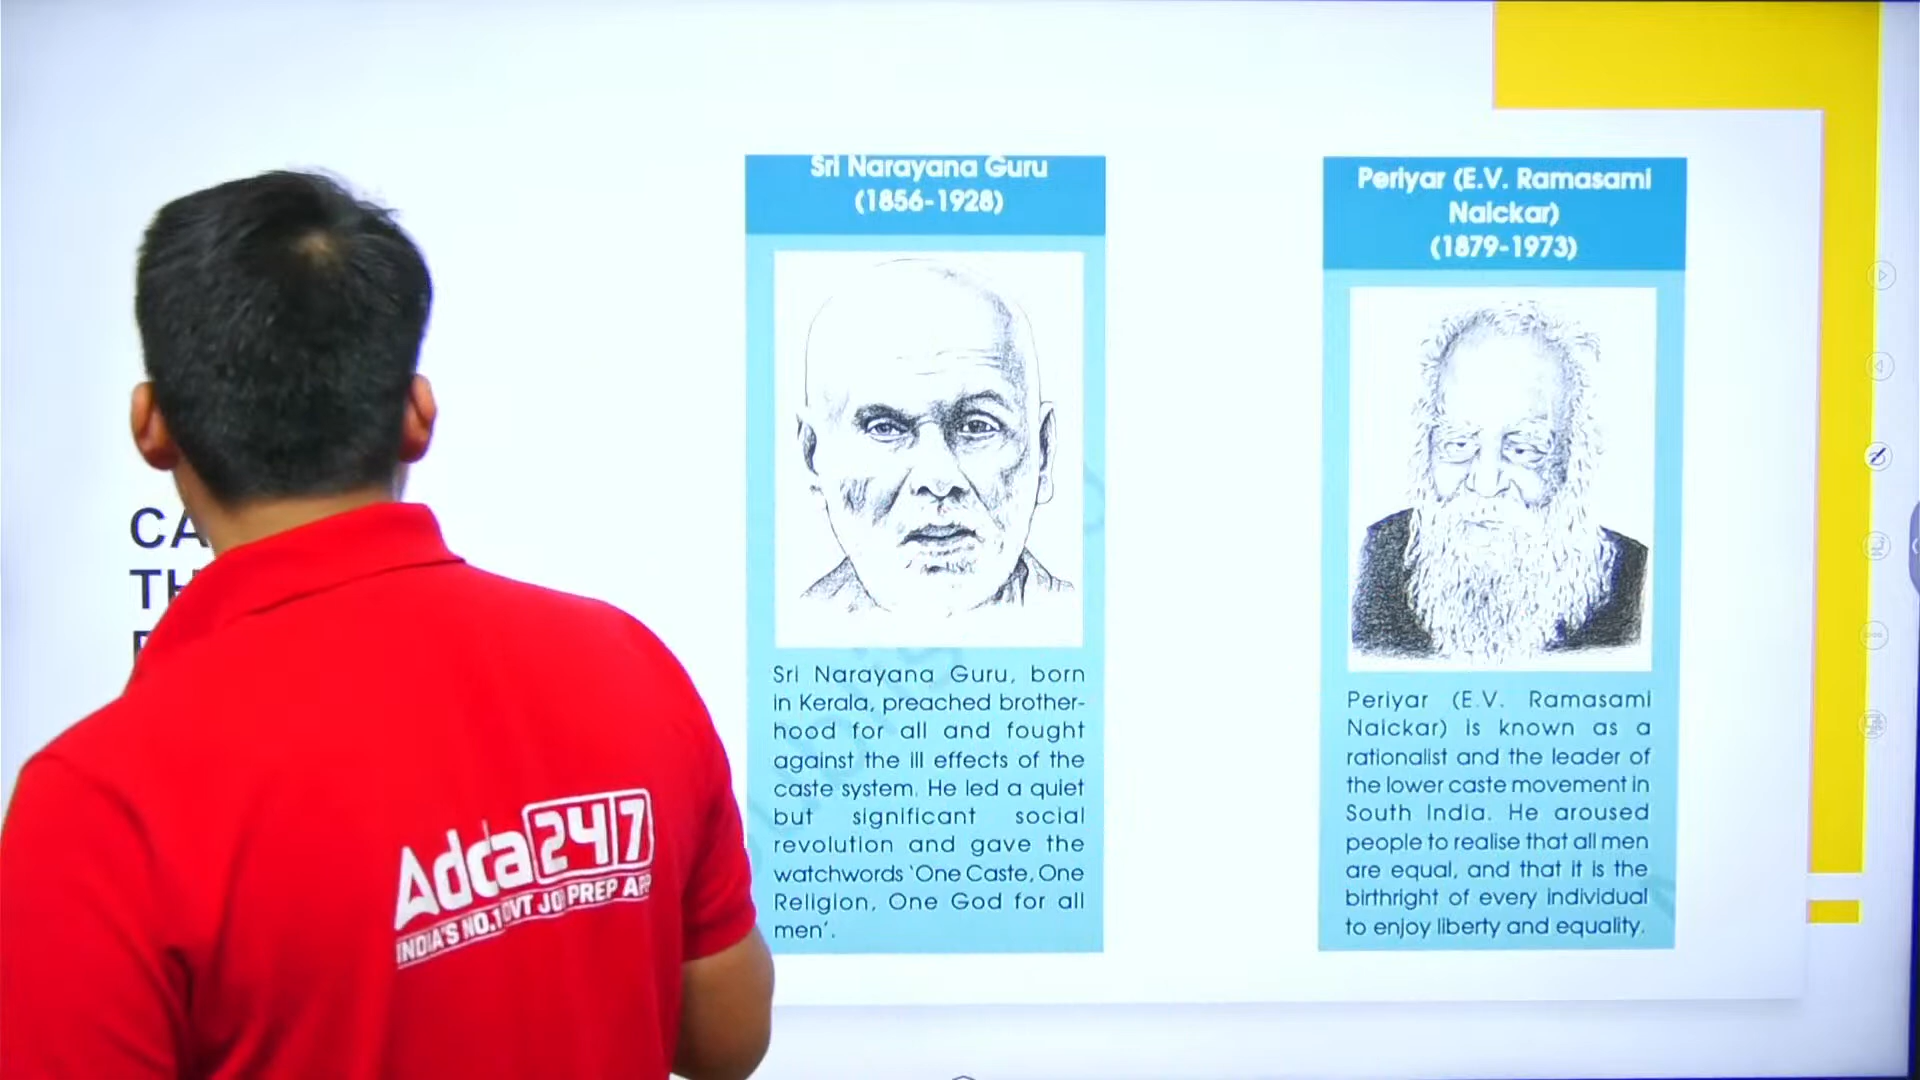 Sri Narayana Guru
(1856-1928)
Sri Narayana Guru, born
in Kerala, preached brother-
hood for all and fought
against the ill effects of the
caste system. He led a quiet
but significant social
revolution and gave the
watchwords 'One Caste, One
Religion, One God for all
men'.
Periyar (E.V. Ramasami
Naickar)
(1879-1973)
Periyar (E.V. Ramasami
Naickar) is known as a
rationalist and the leader of
the lower caste movement in
South India. He aroused
people to realise that all men
are equal, and that it is the
birthright of every individual
to enjoy liberty and equality.
CA
TH
Adda 247
INDIA'S NO.1 GOVT JOB PREP APP